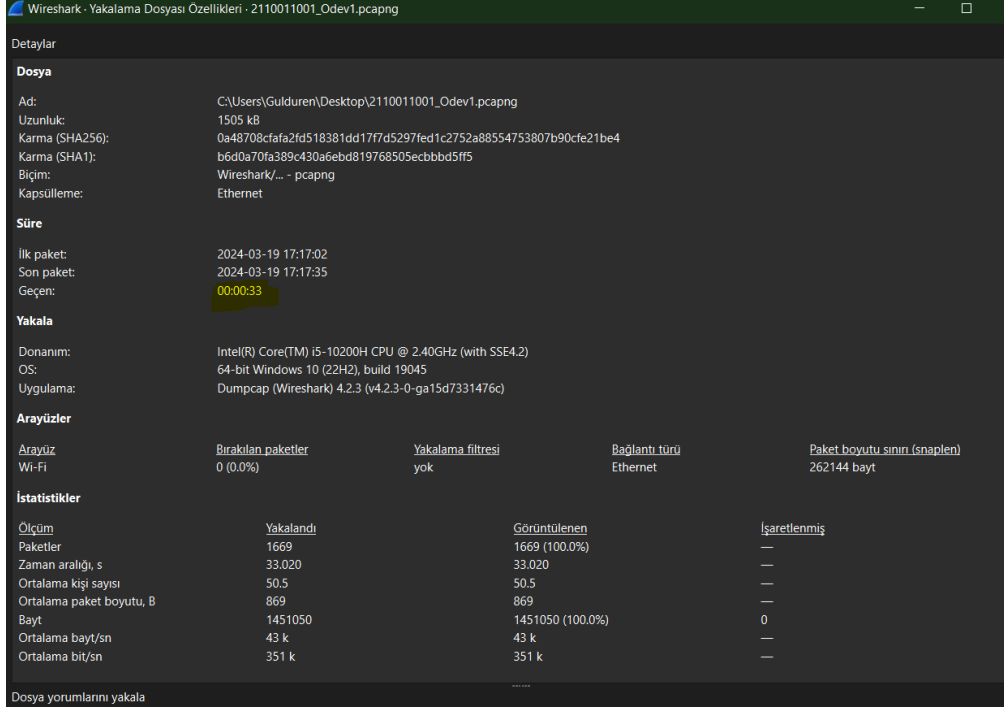 Wireshark · Yakalama Dosyası Özellikleri · 2110011001_Odev1.pcapng
Detaylar
Dosya
Ad: C:\Users\Gulduren\Desktop\2110011001_Odev1.pcapng
Uzunluk: 1505 kB
Karma (SHA256): 0a48708cfafa2fd518381dd17f7d5297fed1c2752a88554753807b90cfe21be4
Karma (SHA1): b6d0a70fa389c430a6ebd819768505ecbbbd5ff5
Biçim: Wireshark/... - pcapng
Kapsülleme: Ethernet
Süre
İlk paket: 2024-03-19 17:17:02
Son paket: 2024-03-19 17:17:35
Geçen: 00:00:33
Yakala
Donanım: Intel(R) Core(TM) i5-10200H CPU @ 2.40GHz (with SSE4.2)
OS: 64-bit Windows 10 (22H2), build 19045
Uygulama: Dumpcap (Wireshark) 4.2.3 (v4.2.3-0-ga15d7331476c)
Arayüzler
Arayüz Bırakılan paketler Yakalama filtresi Bağlantı türü Paket boyutu sınırı (snaplen)
Wi-Fi 0 (0.0%) yok Ethernet 262144 bayt
İstatistikler
Ölçüm Yakalandı Görüntülenen İşaretlenmiş
Paketler 1669 1669 (100.0%) —
Zaman aralığı, s 33.020 33.020 —
Ortalama kişi sayısı 50.5 50.5 —
Ortalama paket boyutu, B 869 869 —
Bayt 1451050 1451050 (100.0%) 0
Ortalama bayt/sn 43 k 43 k —
Ortalama bit/sn 351 k 351 k —
Dosya yorumlarını yakala